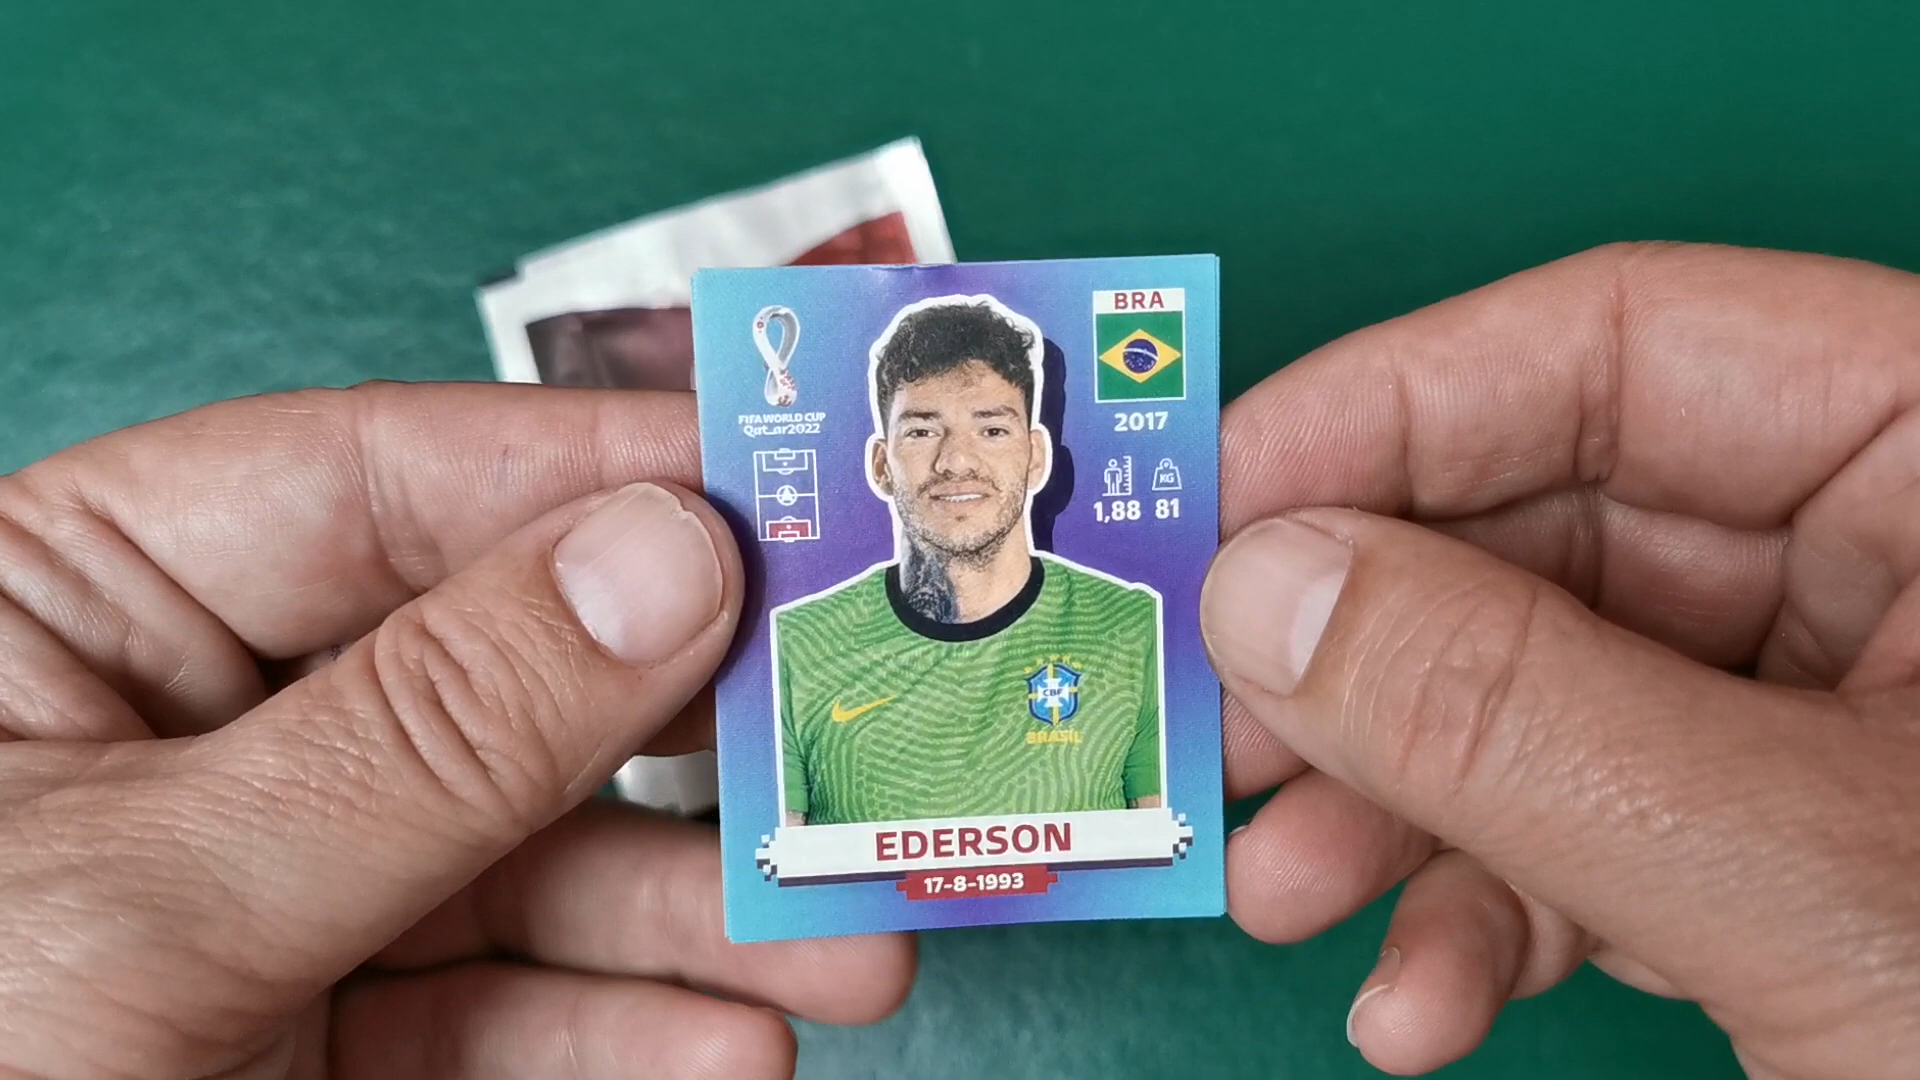 FIFA WORLD CUP
Qatar2022
BRA
2017
KG
1,88 81
CBF
BRASIL
EDERSON
17-8-1993